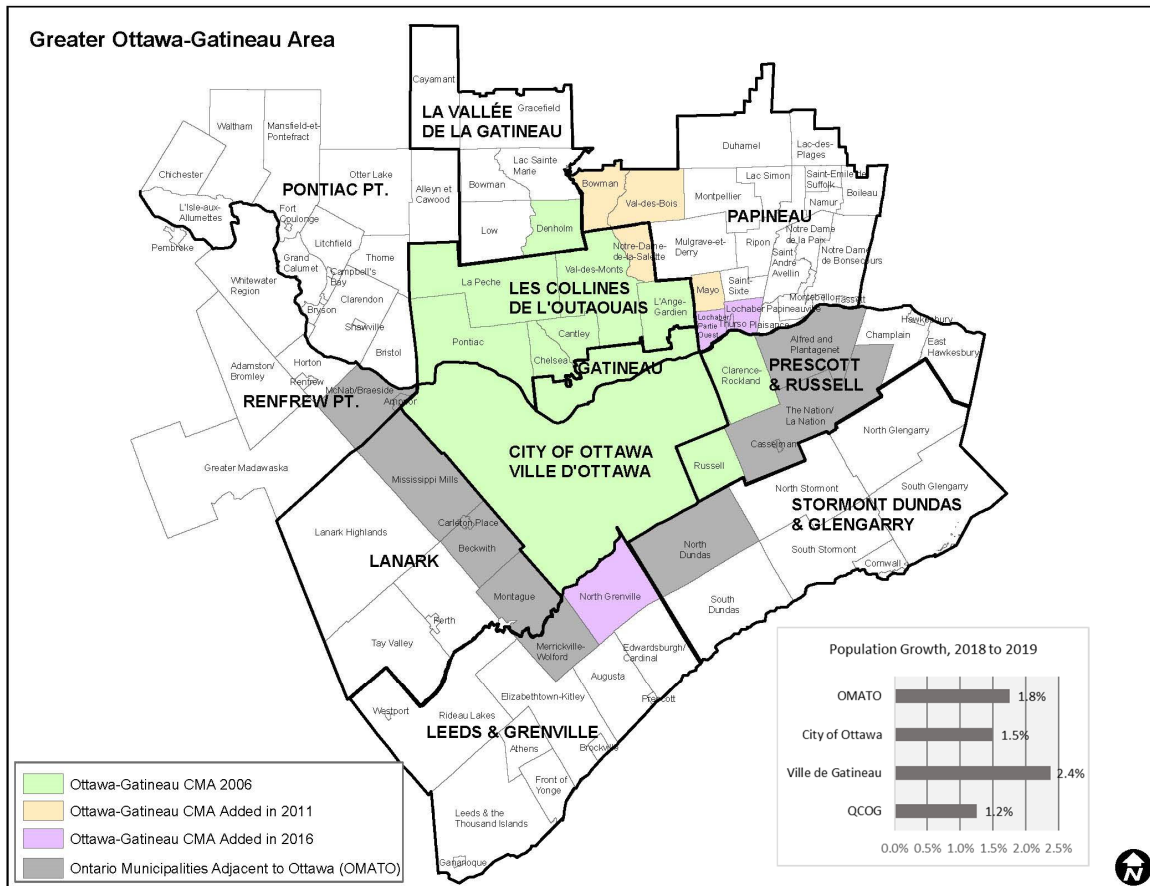 Greater Ottawa-Gatineau Area
Cayamant
Gracefield
LA VALLÉE
DE LA GATINEAU
Waltham
Mansfield-et-
Pontefract
Duhamel
Lac-des-
Plages
Chichester
Otter Lake
Lac Sainte
Marie
Bowman
Bowman
Lac Simon
Saint-Emile de
Suffolk
PONTIAC PT.
Alleyn et
Cawood
Val-des-Bois
Montpellier
Namur
Boileau
L'Isle-aux-
Allumettes
Fort
Coulonge
PAPINEAU
Pembroke
Low
Denholm
Notre-Dame-
de-la-Salette
Mulgrave-et-
Derry
Ripon
Notre Dame
de la Paix
Litchfield
Thorne
Saint
André
Avellin
Notre Dame
de Bonsecours
Grand
Calumet
Campbell's
Bay
Whitewater
Region
La Peche
Val-des-Monts
Mayo
Saint-
Sixte
LES COLLINES
DE L'OUTAOUAIS
Clarendon
L'Ange-
Gardien
Bryson
Shawville
Lochaber
Papineauville
Montebello
Fassett
Lochaber/
Partie
Ouest
Thurso
Plaisance
Hawkesbury
Bristol
Pontiac
Cantley
Chelsea
Champlain
East
Hawkesbury
Alfred and
Plantagenet
Horton
Renfrew
Adamston/
Bromley
GATINEAU
Clarence-
Rockland
PRESCOTT
& RUSSELL
McNab/Braeside
Arnprior
RENFREW PT.
The Nation/
La Nation
North Glengarry
Casselman
CITY OF OTTAWA
VILLE D'OTTAWA
Russell
Greater Madawaska
Mississippi Mills
North Stormont
South Glengarry
STORMONT DUNDAS
& GLENGARRY
Carleton Place
Lanark Highlands
Beckwith
North
Dundas
South Stormont
LANARK
Cornwall
Montague
North Grenville
South
Dundas
Perth
Tay Valley
Merrickville-
Wolford
Edwardsburgh/
Cardinal
Augusta
Elizabethtown-Kitley
Prescott
Westport
Rideau Lakes
LEEDS & GRENVILLE
Athens
Brockville
Front of
Yonge
Leeds & the
Thousand Islands
Gananoque
Population Growth, 2018 to 2019
OMATO
1.8%
City of Ottawa
1.5%
Ville de Gatineau
2.4%
QCOG
1.2%
0.0% 0.5% 1.0% 1.5% 2.0% 2.5%
Ottawa-Gatineau CMA 2006
Ottawa-Gatineau CMA Added in 2011
Ottawa-Gatineau CMA Added in 2016
Ontario Municipalities Adjacent to Ottawa (OMATO)
N